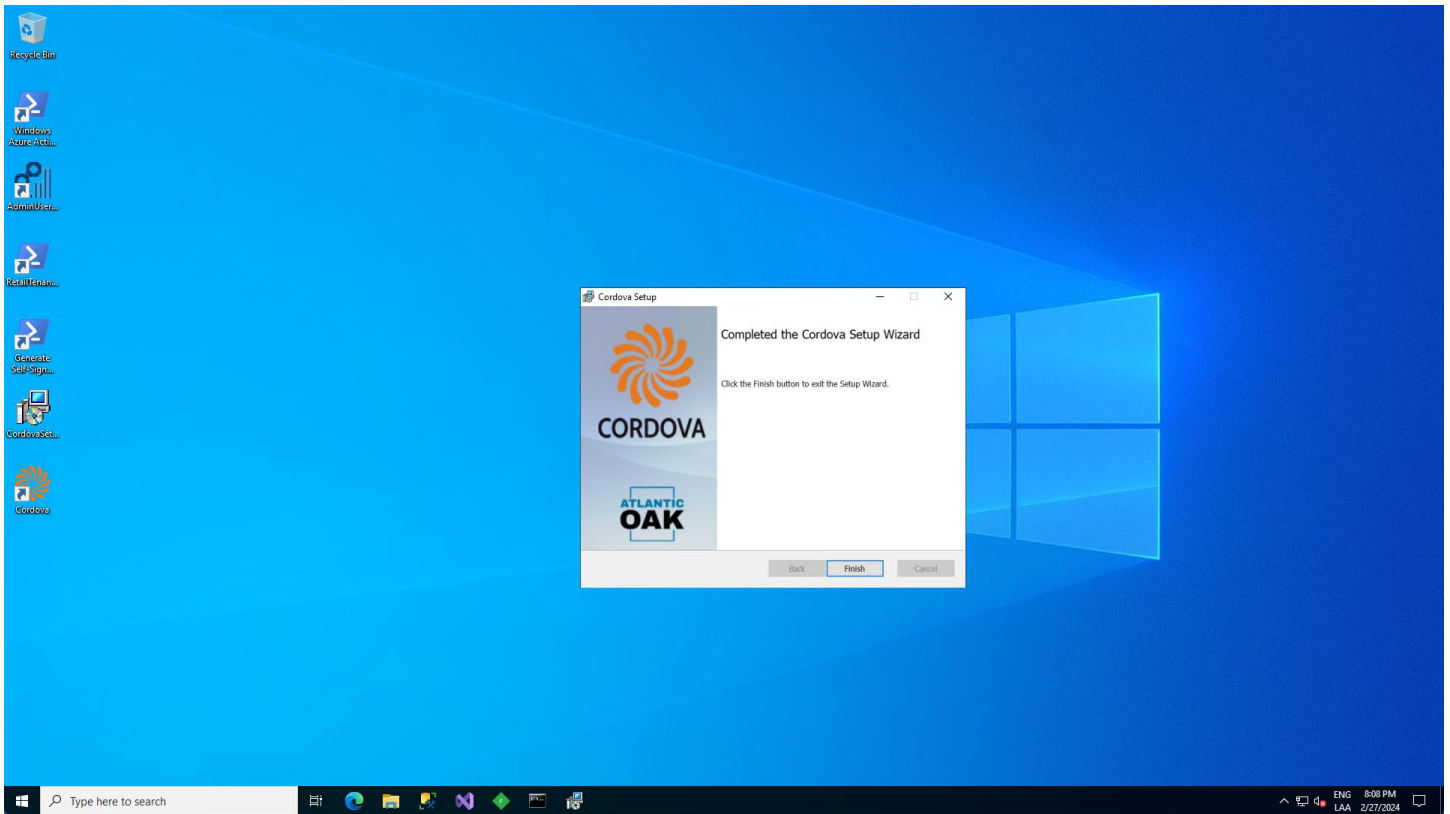 Recycle Bin
Windows
Azure Acti...
AdminUser...
RetailTenan...
Generate
Self-Sign...
CordovaSet...
Cordova
Cordova Setup
Completed the Cordova Setup Wizard
Click the Finish button to exit the Setup Wizard.
CORDOVA
ATLANTIC
OAK
Back
Finish
Cancel
Type here to search
ENG
LAA
8:08 PM
2/27/2024